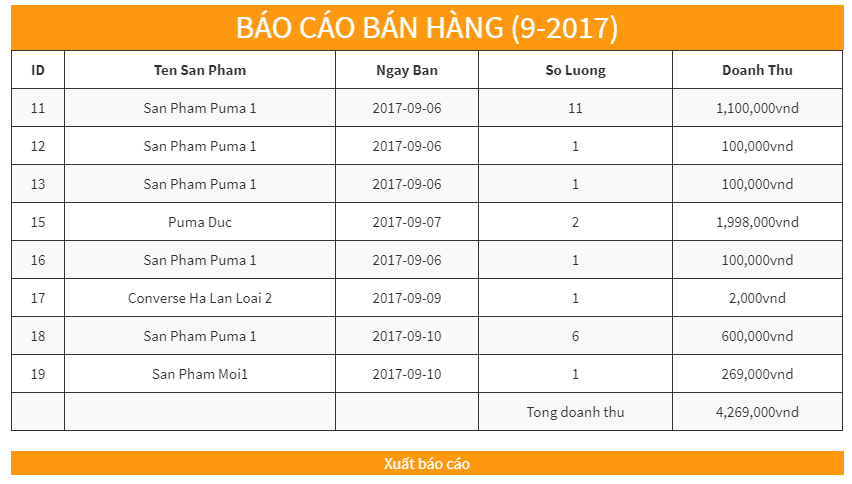 BÁO CÁO BÁN HÀNG (9-2017)
ID Ten San Pham Ngay Ban So Luong Doanh Thu
11 San Pham Puma 1 2017-09-06 11 1,100,000vnd
12 San Pham Puma 1 2017-09-06 1 100,000vnd
13 San Pham Puma 1 2017-09-06 1 100,000vnd
15 Puma Duc 2017-09-07 2 1,998,000vnd
16 San Pham Puma 1 2017-09-06 1 100,000vnd
17 Converse Ha Lan Loai 2 2017-09-09 1 2,000vnd
18 San Pham Puma 1 2017-09-10 6 600,000vnd
19 San Pham Moi1 2017-09-10 1 269,000vnd
Tong doanh thu 4,269,000vnd
Xuất báo cáo